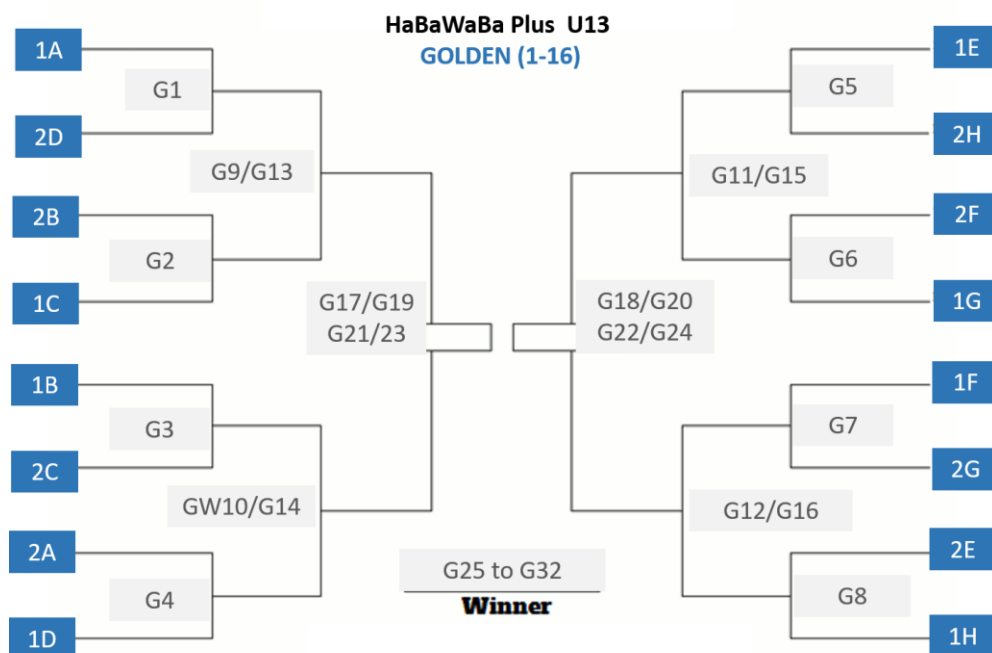 HaBaWaBa Plus U13
GOLDEN (1-16)
1A
G1
2D
G9/G13
2B
G2
1C
G17/G19
G21/23
1B
G3
2C
GW10/G14
2A
G4
1D
1E
G5
2H
G11/G15
2F
G6
1G
G18/G20
G22/G24
1F
G7
2G
G12/G16
2E
G8
1H
G25 to G32
Winner